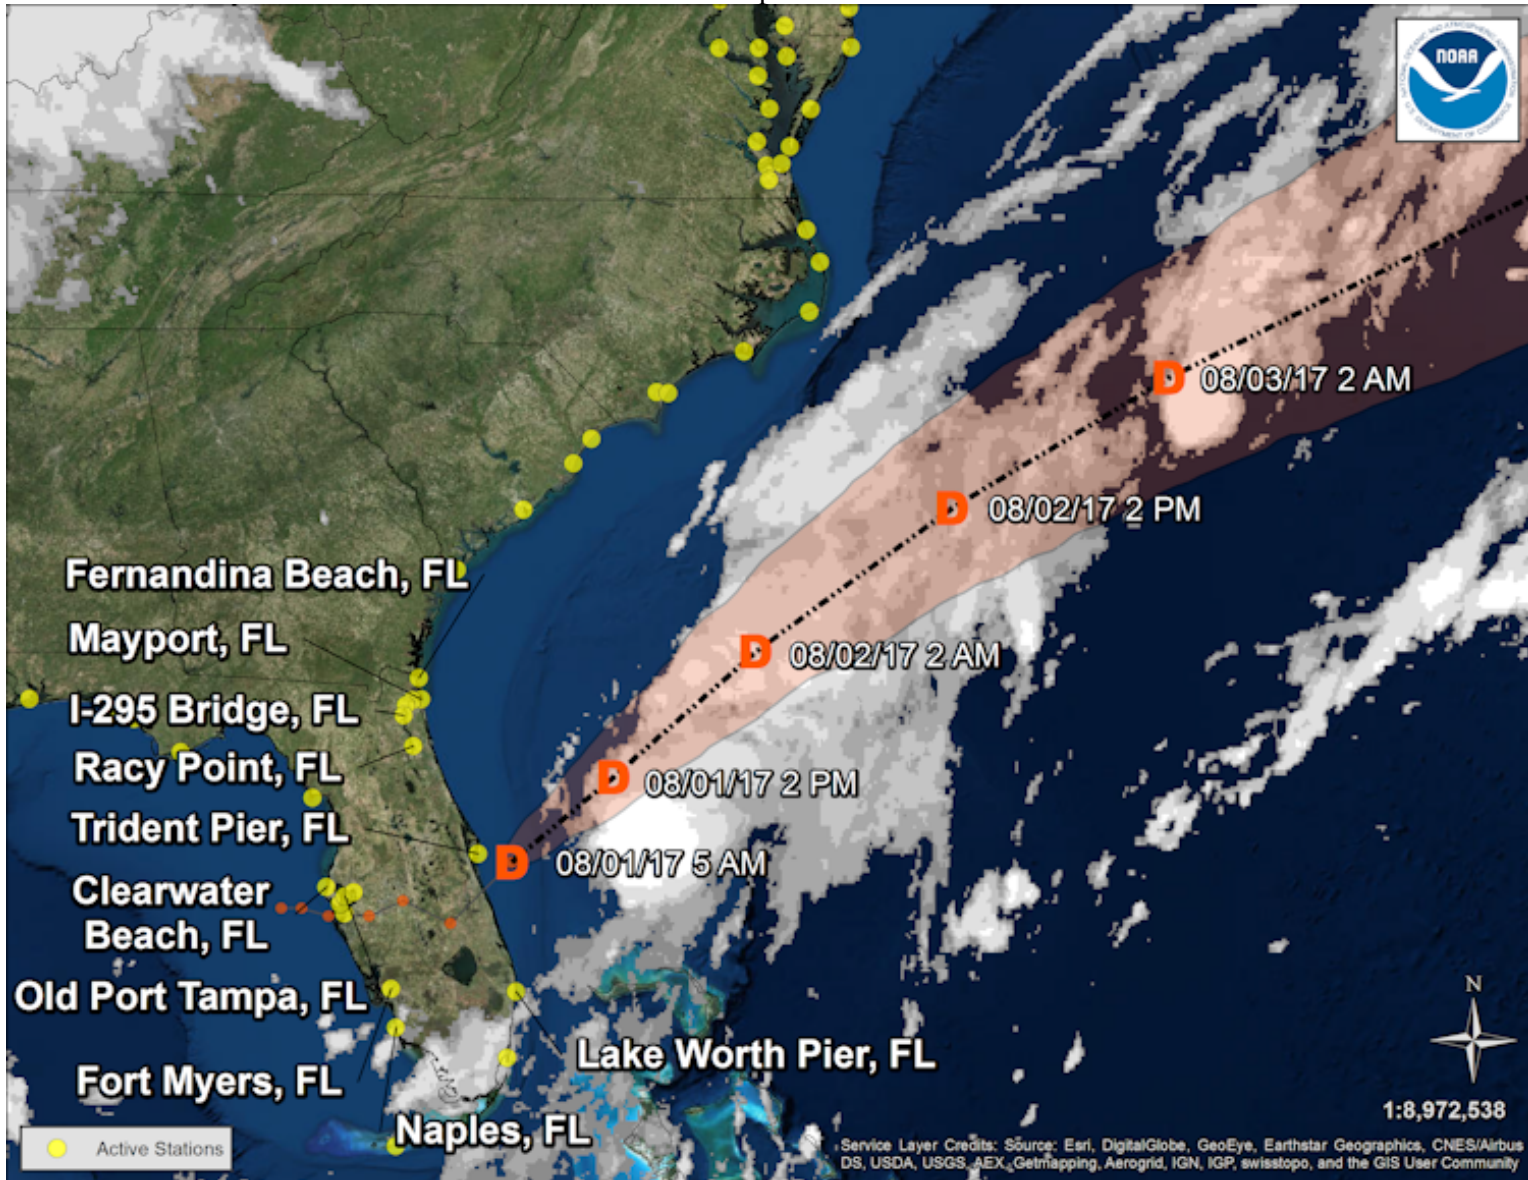 NOAA
D 08/03/17 2 AM
D 08/02/17 2 PM
Fernandina Beach, FL
Mayport, FL
D 08/02/17 2 AM
I-295 Bridge, FL
Racy Point, FL
D 08/01/17 2 PM
Trident Pier, FL
D 08/01/17 5 AM
Clearwater
Beach, FL
Old Port Tampa, FL
N
Lake Worth Pier, FL
Fort Myers, FL
1:8,972,538
Naples, FL
Active Stations
Service Layer Credits: Source: Esri, DigitalGlobe, GeoEye, Earthstar Geographics, CNES/Airbus
DS, USDA, USGS, AEX, Getmapping, Aerogrid, IGN, IGP, swisstopo, and the GIS User Community